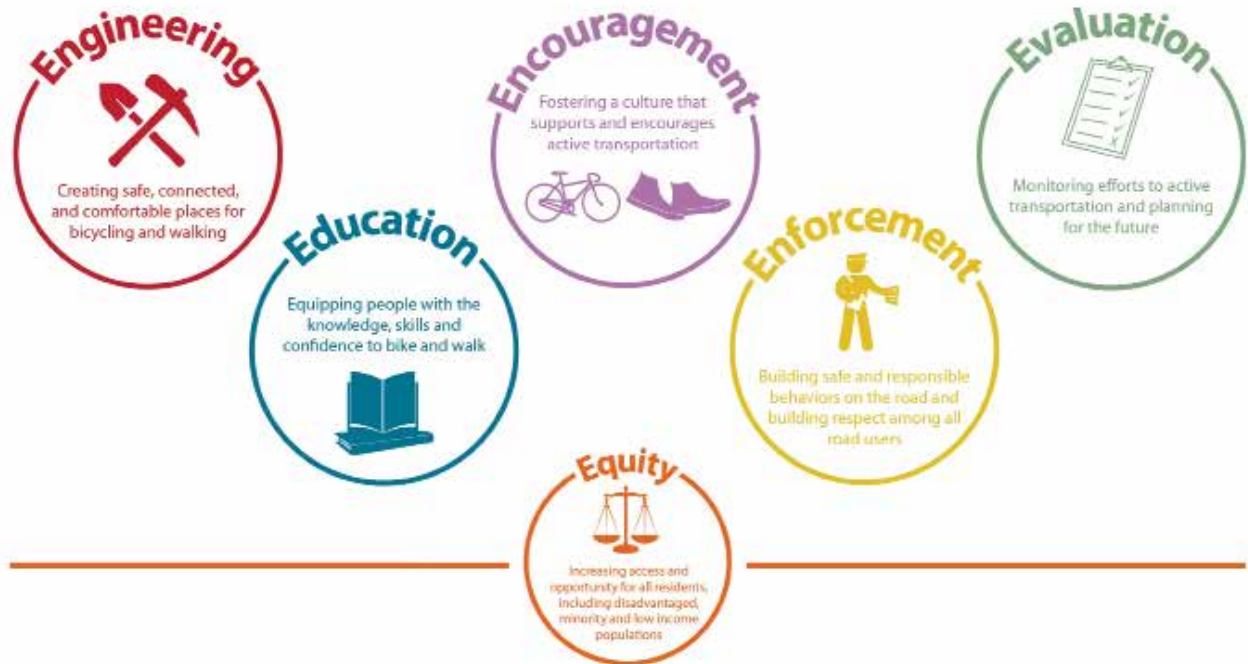 Engineering
Creating safe, connected,
and comfortable places for
bicycling and walking
Education
Equipping people with the
knowledge, skills and
confidence to bike and walk
Encouragement
Fostering a culture that
supports and encourages
active transportation
Enforcement
Building safe and responsible
behaviors on the road and
building respect among all
road users
Evaluation
Monitoring efforts to active
transportation and planning
for the future
Equity
Increasing access and
opportunity for all residents,
including disadvantaged,
minority and low income
populations